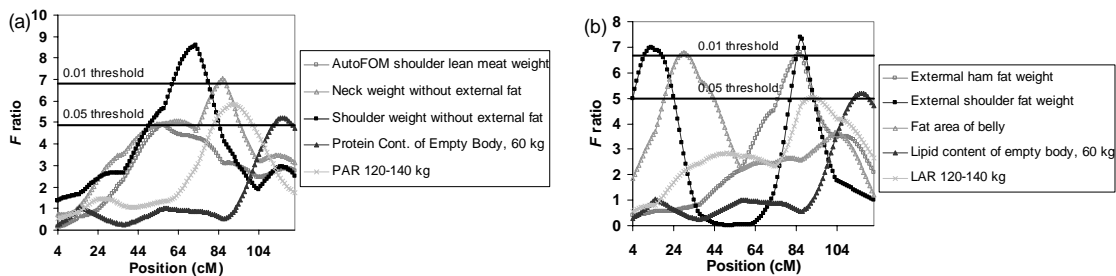 (a)
10
9
8
7
6
5
4
3
2
1
0
F ratio
0.01 threshold
0.05 threshold
4 24 44 64 84 104
Position (cM)
AutoFOM shoulder lean meat weight
Neck weight without external fat
Shoulder weight without external fat
Protein Cont. of Empty Body, 60 kg
PAR 120-140 kg
(b)
8
7
6
5
4
3
2
1
0
F ratio
0.01 threshold
0.05 threshold
4 24 44 64 84 104
Position (cM)
External ham fat weight
External shoulder fat weight
Fat area of belly
Lipid content of empty body, 60 kg
LAR 120-140 kg